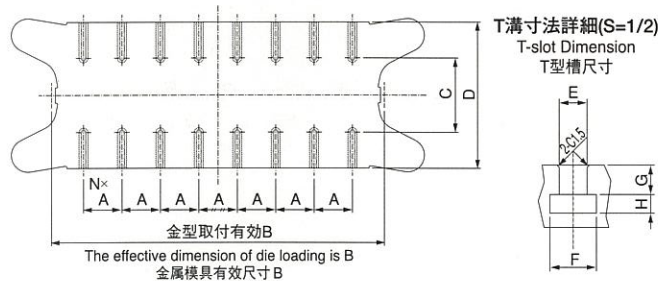 T溝寸法詳細(S=1/2)
T-slot Dimension
T型槽尺寸
E
C
D
2-C1.5
G
H
F
N×
A A A A A A A
金型取付有効B
The effective dimension of die loading is B
金属模具有效尺寸B